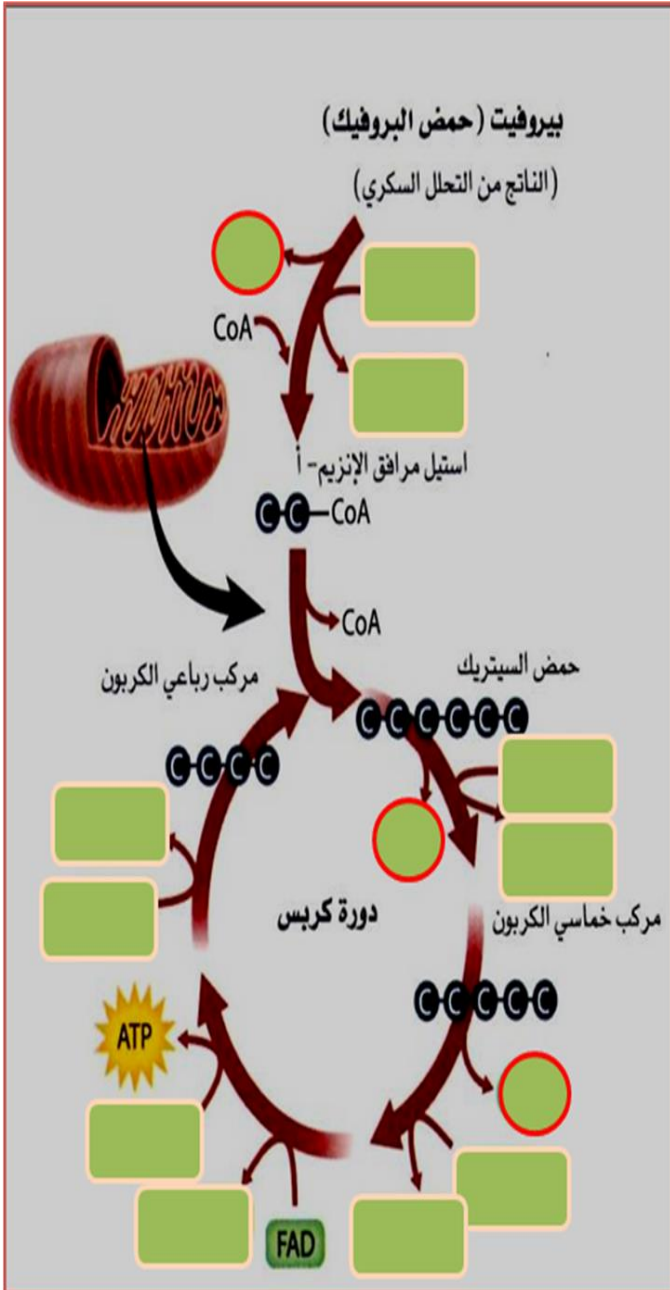 بيروفيت (حمض البروفيك)
(الناتج من التحلل السكري)
CoA
استيل مرافق الإنزيم- أ
C-C-CoA
CoA
حمض السيتريك
مركب رباعي الكربون
C-C-C-C-C-C
C-C-C-C
دورة كربس
مركب خماسي الكربون
C-C-C-C-C
ATP
FAD